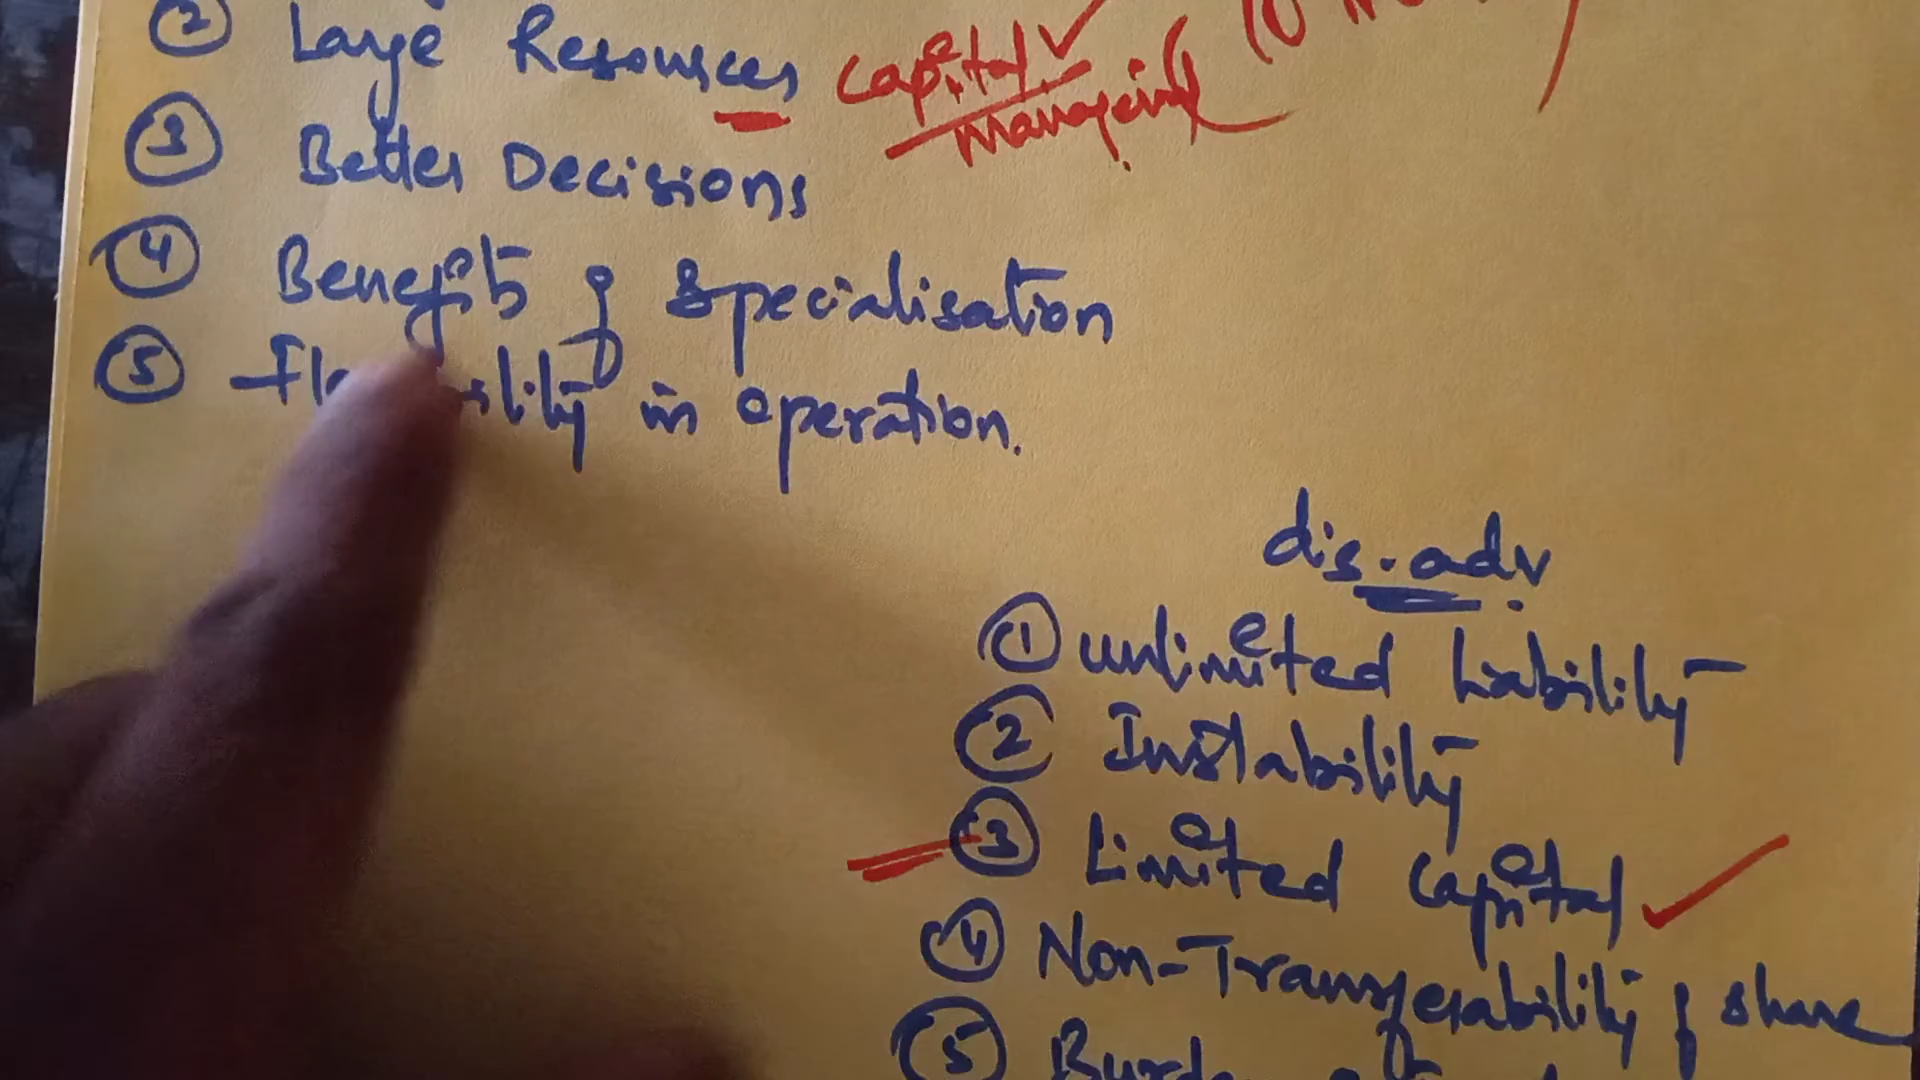 ② Large Resources capital ✓
managerial
③ Better Decisions
④ Benefits of specialisation
⑤ in operation.
dis.adv
① unlimited Liability
② Instability
③ Limited capital ✓
④ Non-Transferability of share
⑤